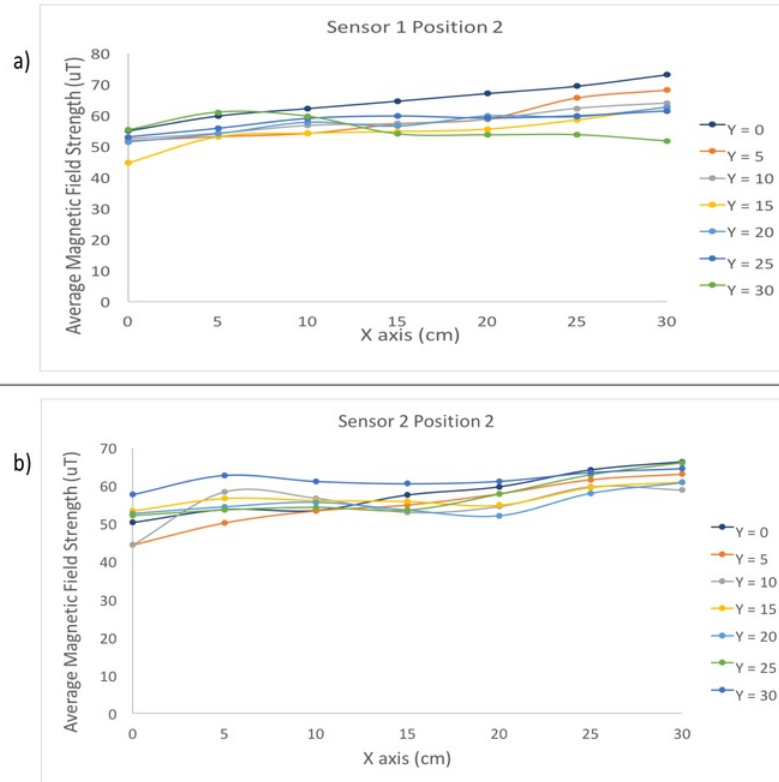 a)
Sensor 1 Position 2
Average Magnetic Field Strength (uT)
80
70
60
50
40
30
20
10
0
0 5 10 15 20 25 30
X axis (cm)
Y = 0
Y = 5
Y = 10
Y = 15
Y = 20
Y = 25
Y = 30
b)
Sensor 2 Position 2
Average Magnetic Field Strength (uT)
70
60
50
40
30
20
10
0
0 5 10 15 20 25 30
X axis (cm)
Y = 0
Y = 5
Y = 10
Y = 15
Y = 20
Y = 25
Y = 30